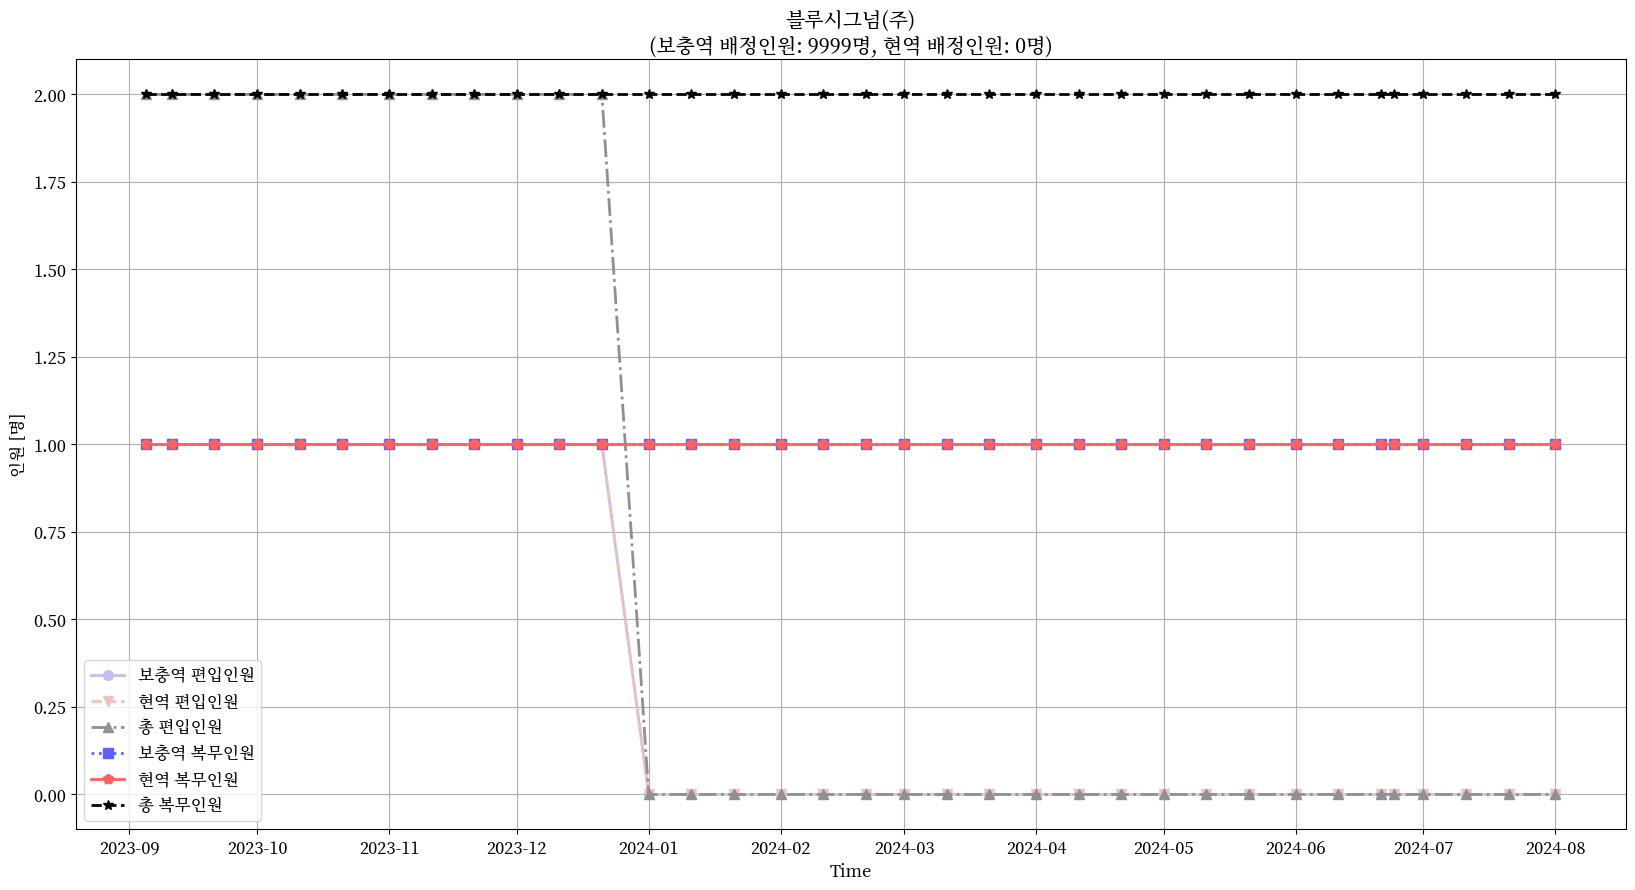 블루시그넘(주)
(보충역 배정인원: 9999명, 현역 배정인원: 0명)
2.00
1.75
1.50
1.25
1.00
0.75
0.50
0.25
0.00
인원 [명]
보충역 편입인원
현역 편입인원
총 편입인원
보충역 복무인원
현역 복무인원
총 복무인원
2023-09 2023-10 2023-11 2023-12 2024-01 2024-02 2024-03 2024-04 2024-05 2024-06 2024-07 2024-08
Time